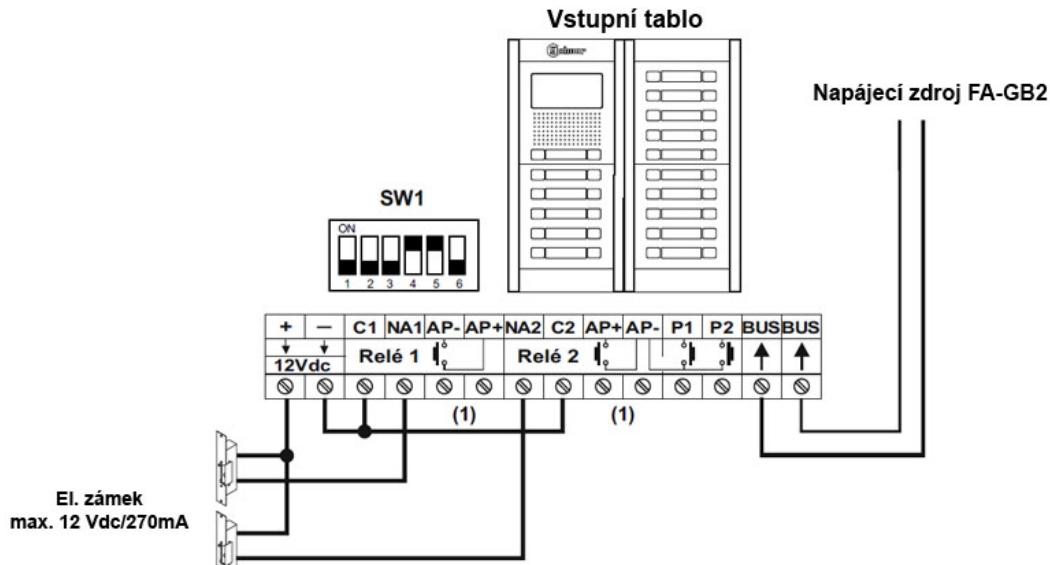 Vstupní tablo
Napájecí zdroj FA-GB2
SW1
ON
1 2 3 4 5 6
+ — C1 NA1 AP- AP+ NA2 C2 AP+ AP- P1 P2 BUS BUS
12Vdc Relé 1 Relé 2
(1) (1)
El. zámek
max. 12 Vdc/270mA